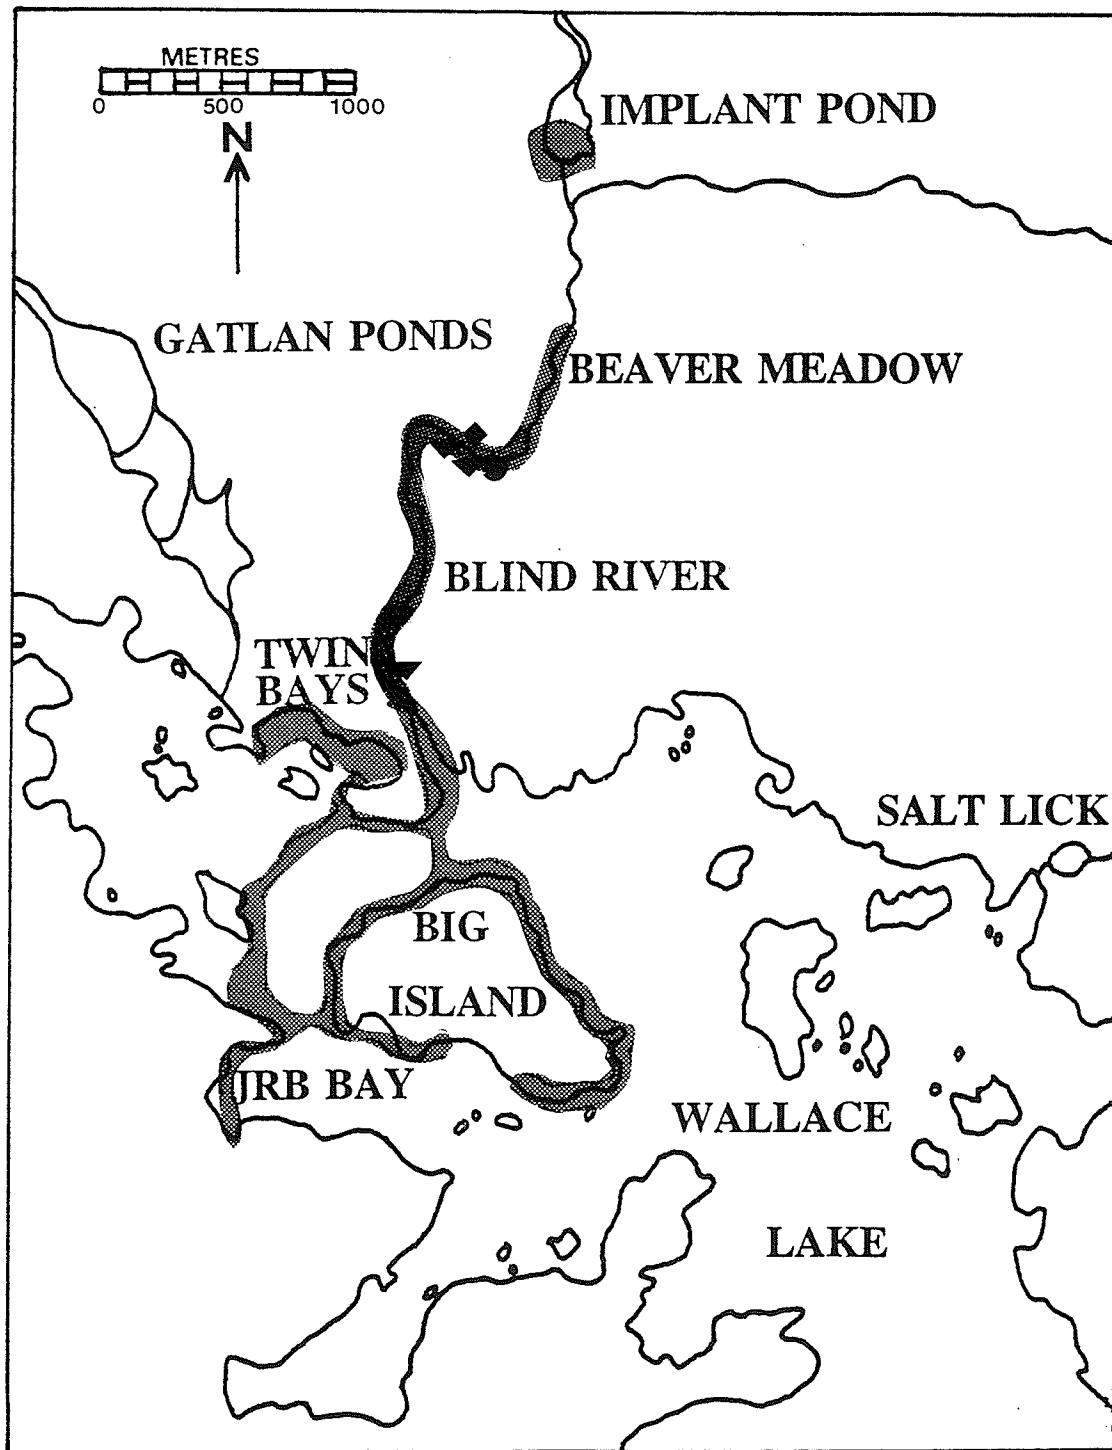 METRES
0 500 1000
N
IMPLANT POND
GATLAN PONDS
BEAVER MEADOW
BLIND RIVER
TWIN
BAYS
SALT LICK
BIG
ISLAND
JRB BAY
WALLACE
LAKE